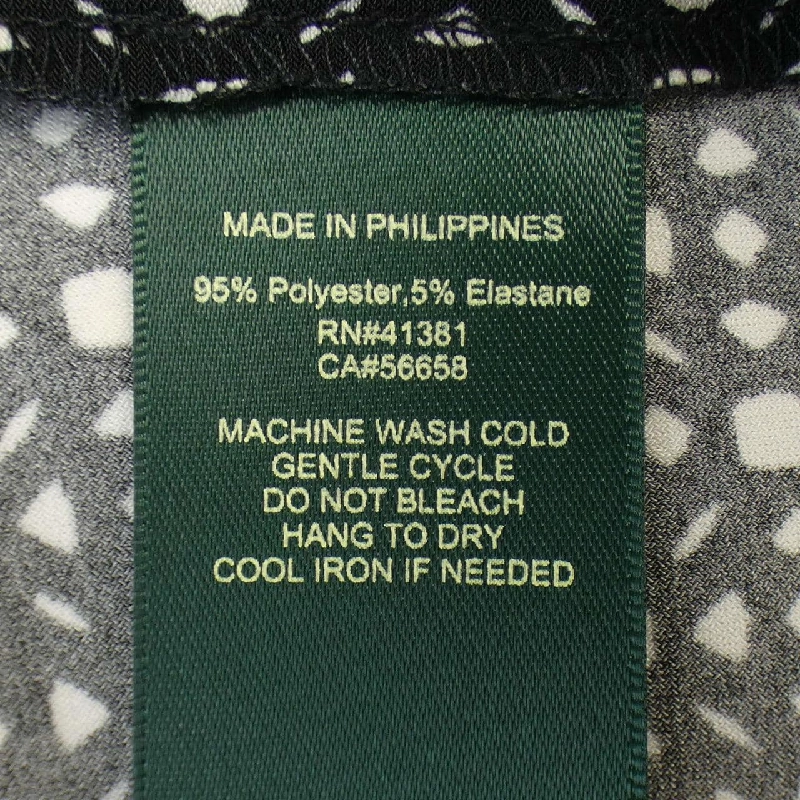 MADE IN PHILIPPINES
95% Polyester,5% Elastane
RN#41381
CA#56658
MACHINE WASH COLD
GENTLE CYCLE
DO NOT BLEACH
HANG TO DRY
COOL IRON IF NEEDED